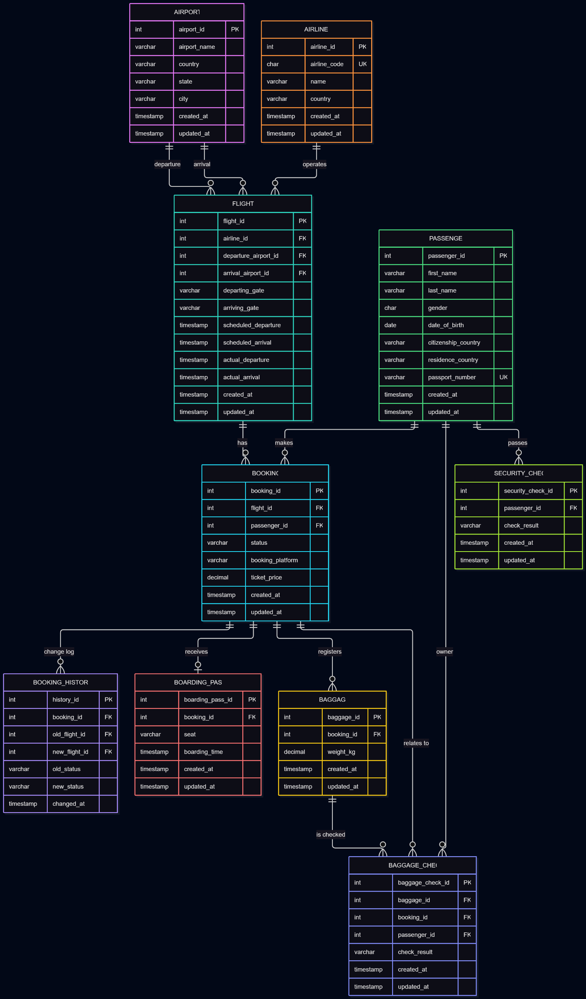 AIRPORT
int airport_id PK
varchar airport_name
varchar country
varchar state
varchar city
timestamp created_at
timestamp updated_at
AIRLINE
int airline_id PK
char airline_code UK
varchar name
varchar country
timestamp created_at
timestamp updated_at
departure
arrival
operates
FLIGHT
int flight_id PK
int airline_id FK
int departure_airport_id FK
int arrival_airport_id FK
varchar departing_gate
varchar arriving_gate
timestamp scheduled_departure
timestamp scheduled_arrival
timestamp actual_departure
timestamp actual_arrival
timestamp created_at
timestamp updated_at
PASSENGE
int passenger_id PK
varchar first_name
varchar last_name
char gender
date date_of_birth
varchar citizenship_country
varchar residence_country
varchar passport_number UK
timestamp created_at
timestamp updated_at
has
makes
passes
BOOKING
int booking_id PK
int flight_id FK
int passenger_id FK
varchar status
varchar booking_platform
decimal ticket_price
timestamp created_at
timestamp updated_at
SECURITY_CHEC
int security_check_id PK
int passenger_id FK
varchar check_result
timestamp created_at
timestamp updated_at
change log
receives
registers
owner
relates to
BOOKING_HISTOR
int history_id PK
int booking_id FK
int old_flight_id FK
int new_flight_id FK
varchar old_status
varchar new_status
timestamp changed_at
BOARDING_PAS
int boarding_pass_id PK
int booking_id FK
varchar seat
timestamp boarding_time
timestamp created_at
timestamp updated_at
BAGGAG
int baggage_id PK
int booking_id FK
decimal weight_kg
timestamp created_at
timestamp updated_at
is checked
BAGGAGE_CHEC
int baggage_check_id PK
int baggage_id FK
int booking_id FK
int passenger_id FK
varchar check_result
timestamp created_at
timestamp updated_at